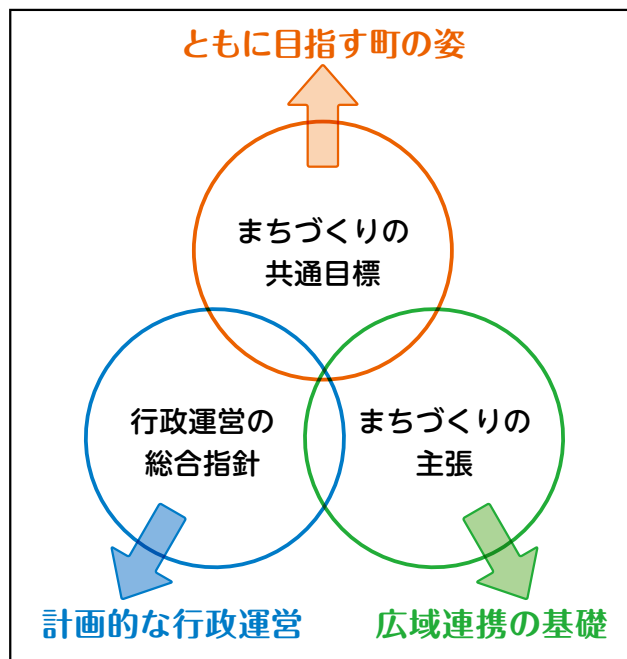 ともに目指す町の姿
まちづくりの
共通目標
行政運営の
総合指針
まちづくりの
主張
計画的な行政運営
広域連携の基礎